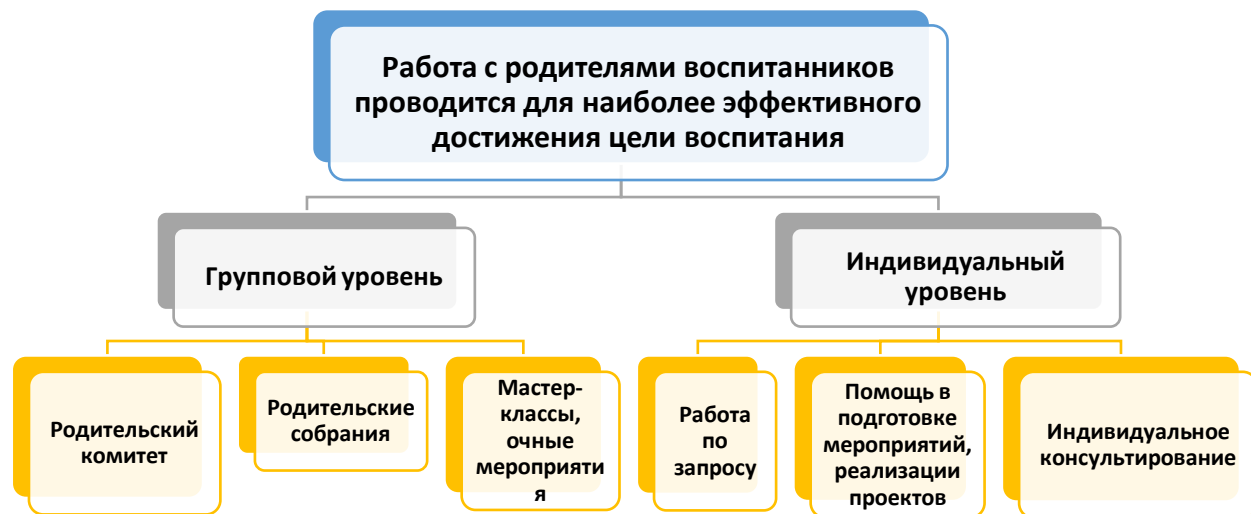 Работа с родителями воспитанников
проводится для наиболее эффективного
достижения цели воспитания
Групповой уровень
Индивидуальный
уровень
Родительский
комитет
Родительские
собрания
Мастер-
классы,
очные
мероприяти
я
Работа
по
запросу
Помощь в
подготовке
мероприятий,
реализации
проектов
Индивидуальное
консультирование